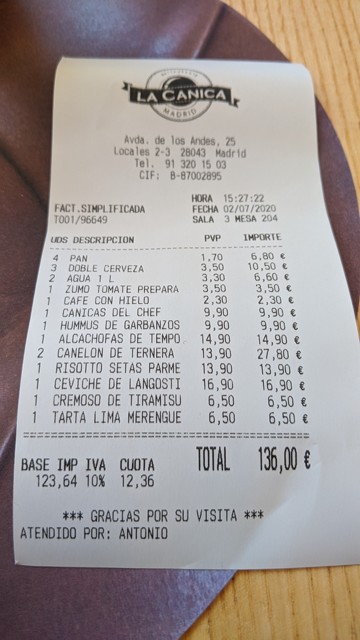 RESTAURANTE
LA CANICA
MADRID
Avda. de los Andes, 25
Locales 2-3 28043 Madrid
Tel. 91 320 15 03
CIF: B-87002895
HORA 15:27:22
FACT.SIMPLIFICADA FECHA 02/07/2020
T001/96649 SALA 3 MESA 204
UDS DESCRIPCION PVP IMPORTE
4 PAN 1,70 6,80 €
3 DOBLE CERVEZA 3,50 10,50 €
2 AGUA 1 L 3,30 6,60 €
1 ZUMO TOMATE PREPARA 3,50 3,50 €
1 CAFE CON HIELO 2,30 2,30 €
1 CANICAS DEL CHEF 9,90 9,90 €
1 HUMMUS DE GARBANZOS 9,90 9,90 €
1 ALCACHOFAS DE TEMPO 14,90 14,90 €
2 CANELON DE TERNERA 13,90 27,80 €
1 RISOTTO SETAS PARME 13,90 13,90 €
1 CEVICHE DE LANGOSTI 16,90 16,90 €
1 CREMOSO DE TIRAMISU 6,50 6,50 €
1 TARTA LIMA MERENGUE 6,50 6,50 €
TOTAL 136,00 €
BASE IMP IVA CUOTA
123,64 10% 12,36
*** GRACIAS POR SU VISITA ***
ATENDIDO POR: ANTONIO